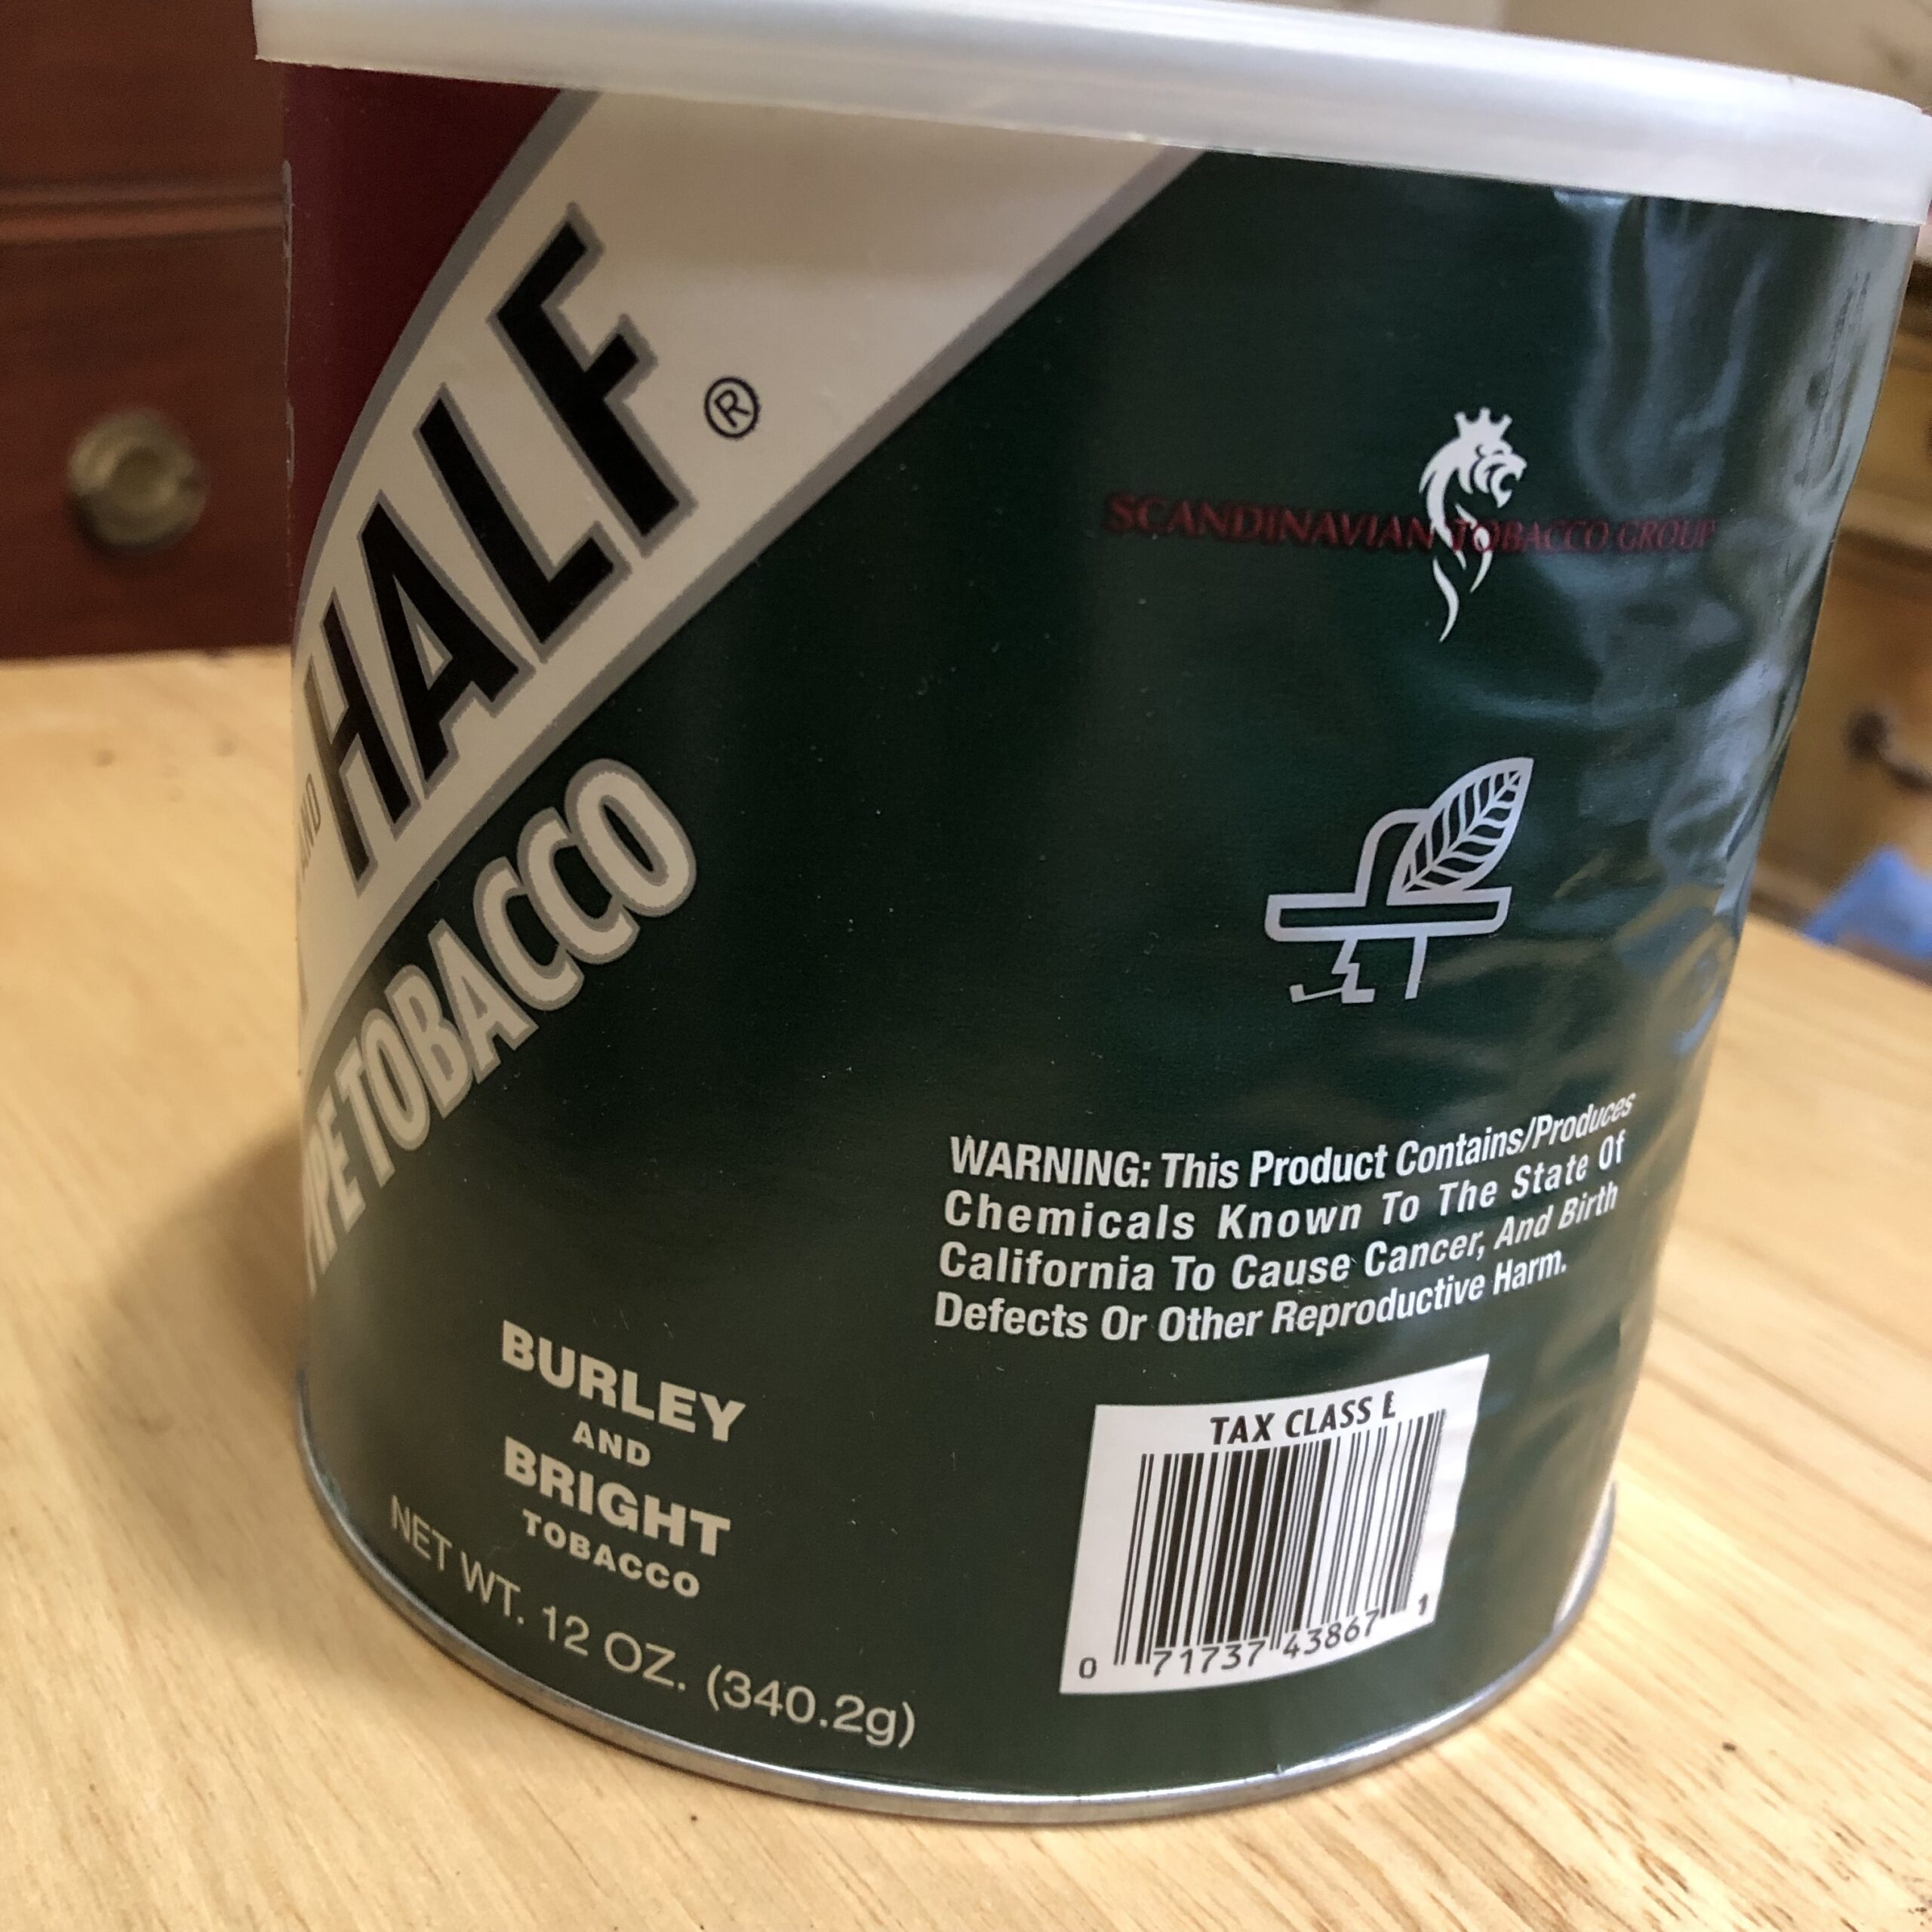 AND
HALF®
PIPE TOBACCO
SCANDINAVIAN TOBACCO GROUP
WARNING: This Product Contains/Produces
Chemicals Known To The State Of
California To Cause Cancer, And Birth
Defects Or Other Reproductive Harm.
BURLEY
AND
BRIGHT
TOBACCO
NET WT. 12 OZ. (340.2g)
TAX CLASS E
0 71737 43867 1